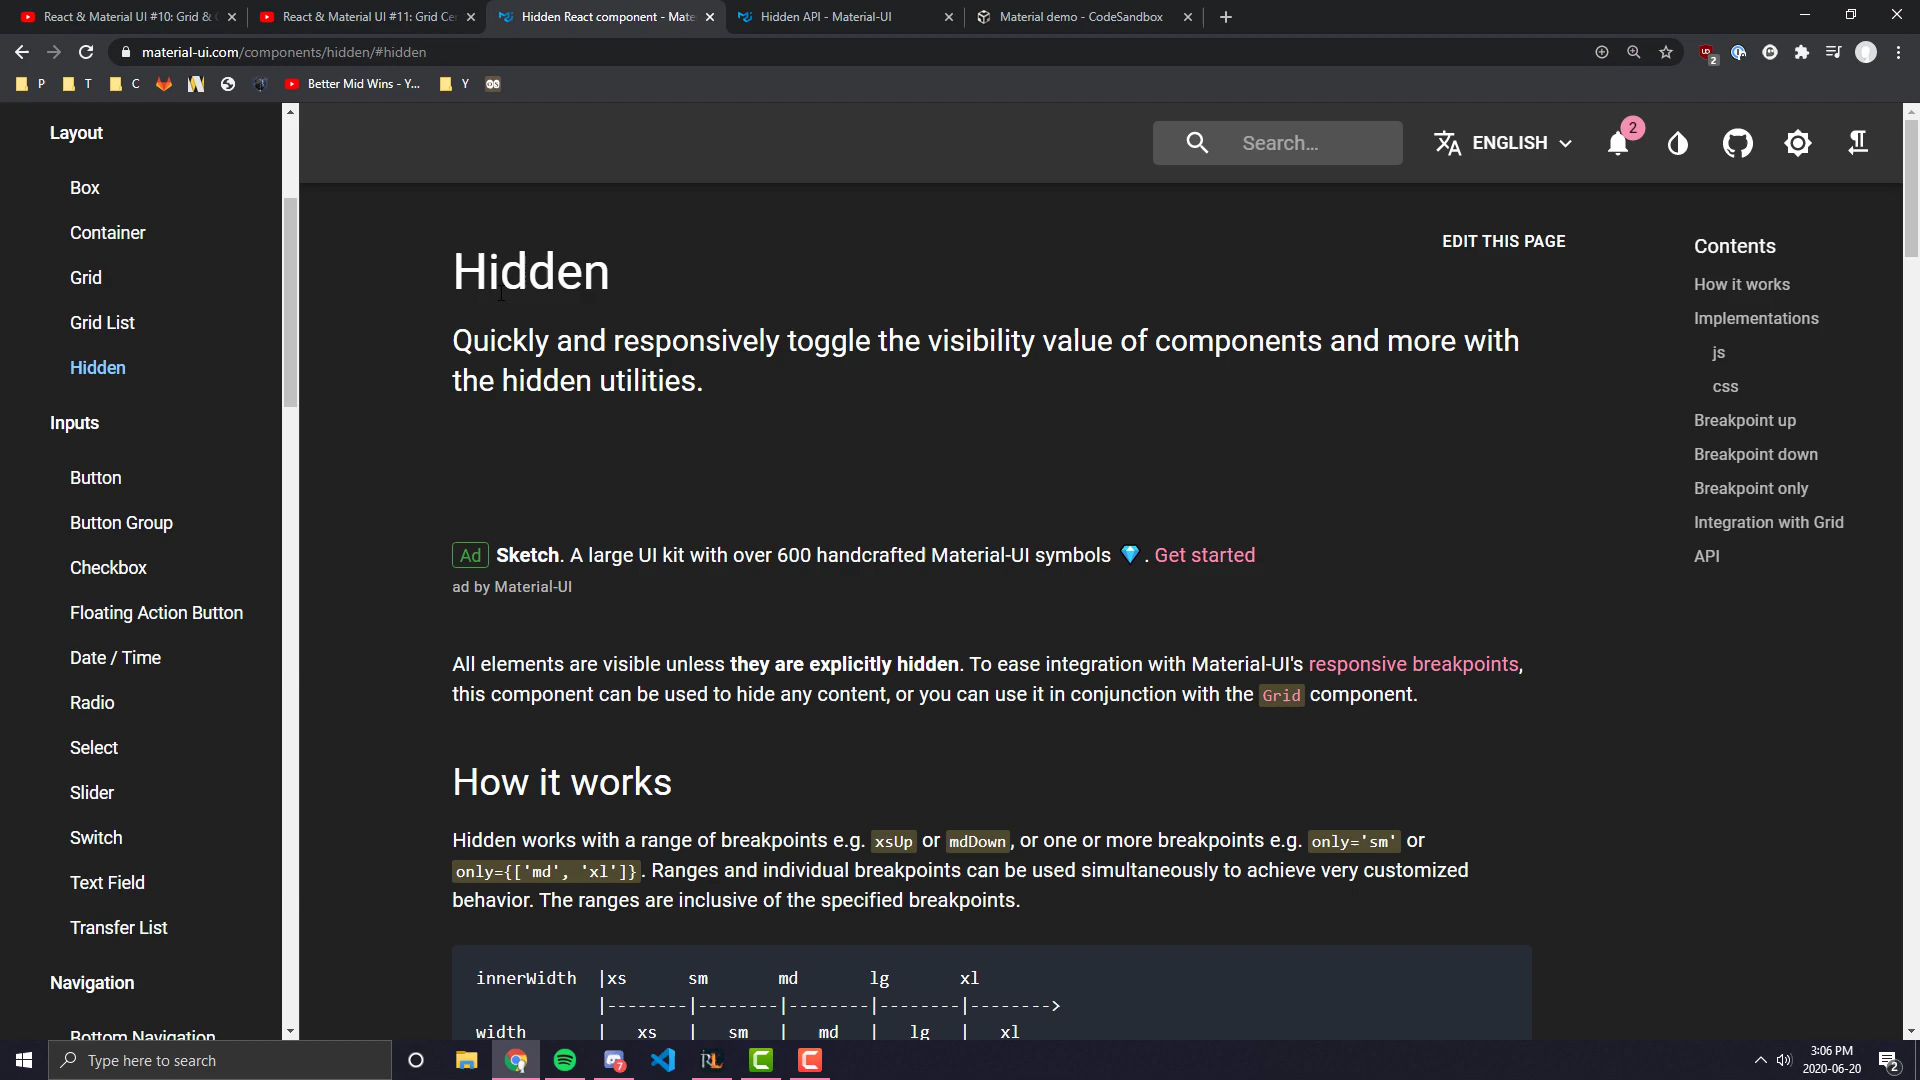 React & Material UI #10: Grid &
React & Material UI #11: Grid Ce
Hidden React component - Mate
Hidden API - Material-UI
Material demo - CodeSandbox
material-ui.com/components/hidden/#hidden
2
P
T
C
Better Mid Wins - Y...
Y
Layout
Box
Container
Grid
Grid List
Hidden
Inputs
Button
Button Group
Checkbox
Floating Action Button
Date / Time
Radio
Select
Slider
Switch
Text Field
Transfer List
Navigation
Bottom Navigation
Search...
ENGLISH
2
EDIT THIS PAGE
Hidden
Quickly and responsively toggle the visibility value of components and more with
the hidden utilities.
Ad Sketch. A large UI kit with over 600 handcrafted Material-UI symbols 💎. Get started
ad by Material-UI
All elements are visible unless they are explicitly hidden. To ease integration with Material-UI's responsive breakpoints,
this component can be used to hide any content, or you can use it in conjunction with the Grid component.
How it works
Hidden works with a range of breakpoints e.g. xsUp or mdDown, or one or more breakpoints e.g. only='sm' or
only={['md', 'xl']}. Ranges and individual breakpoints can be used simultaneously to achieve very customized
behavior. The ranges are inclusive of the specified breakpoints.
innerWidth |xs sm md lg xl
|--------|--------|--------|--------|-------->
width | xs | sm | md | lg | xl
Contents
How it works
Implementations
js
css
Breakpoint up
Breakpoint down
Breakpoint only
Integration with Grid
API
Type here to search
7
RL
3:06 PM
2020-06-20
2